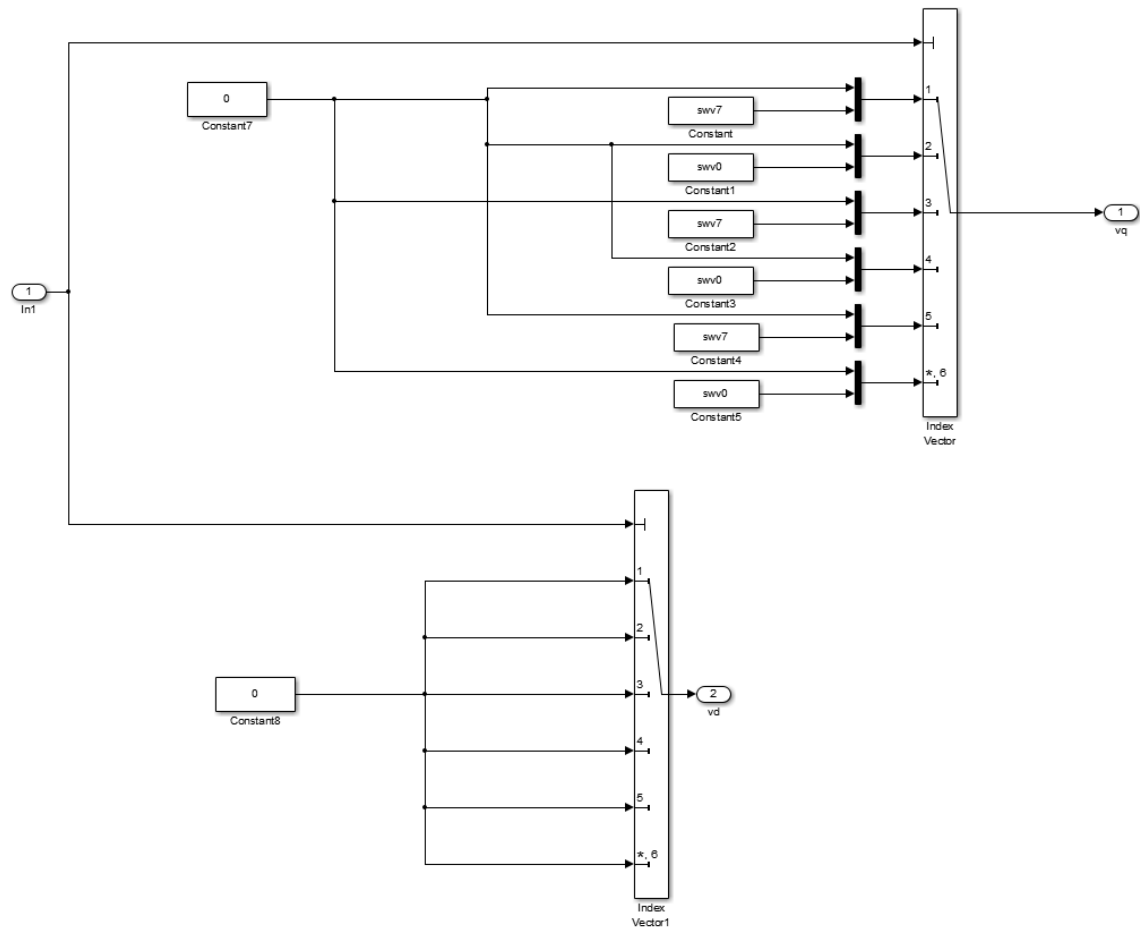 0
Constant7
1
swv7
Constant
2
swv0
Constant1
3
swv7
Constant2
1
vq
4
swv0
Constant3
1
In1
5
swv7
Constant4
*, 6
swv0
Constant5
Index
Vector
1
2
3
0
Constant8
2
vd
4
5
*, 6
Index
Vector1